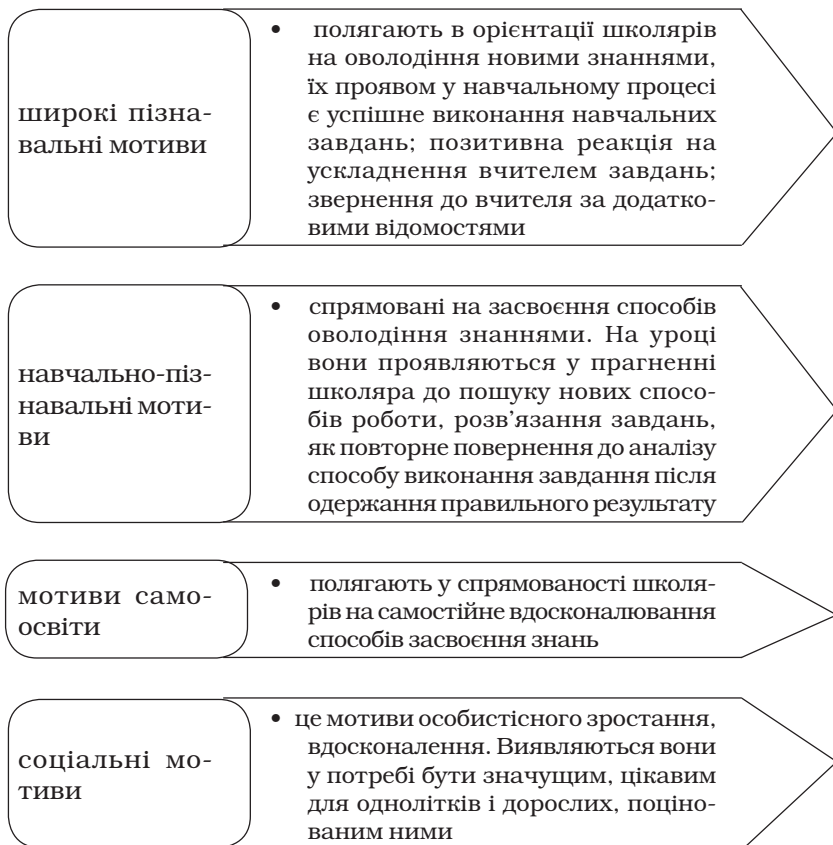 широкі пізна-
вальні мотиви
• полягають в орієнтації школярів
на оволодіння новими знаннями,
їх проявом у навчальному процесі
є успішне виконання навчальних
завдань; позитивна реакція на
ускладнення вчителем завдань;
звернення до вчителя за додатко-
вими відомостями
навчально-піз-
навальні моти-
ви
• спрямовані на засвоєння способів
оволодіння знаннями. На уроці
вони проявляються у прагненні
школяра до пошуку нових спосо-
бів роботи, розв'язання завдань,
як повторне повернення до аналізу
способу виконання завдання після
одержання правильного результату
мотиви само-
освіти
• полягають у спрямованості школя-
рів на самостійне вдосконалювання
способів засвоєння знань
соціальні мо-
тиви
• це мотиви особистісного зростання,
вдосконалення. Виявляються вони
у потребі бути значущим, цікавим
для однолітків і дорослих, поціно-
ваним ними